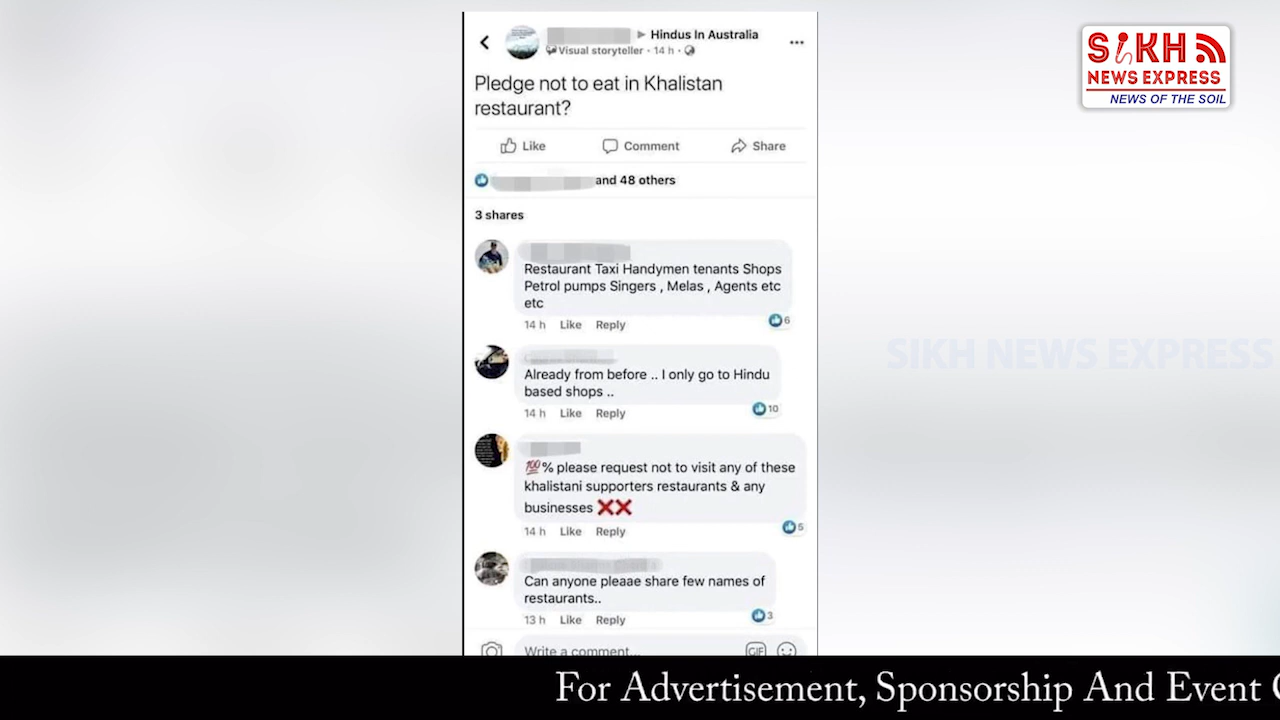 Hindus In Australia
Visual storyteller · 14 h ·
Pledge not to eat in Khalistan
restaurant?
Like Comment Share
and 48 others
3 shares
Restaurant Taxi Handymen tenants Shops
Petrol pumps Singers , Melas , Agents etc
etc
14 h Like Reply 6
Already from before .. I only go to Hindu
based shops ..
14 h Like Reply 10
💯% please request not to visit any of these
khalistani supporters restaurants & any
businesses ❌❌
14 h Like Reply 5
Can anyone pleaae share few names of
restaurants..
13 h Like Reply 3
Write a comment... GIF
SIKH
NEWS EXPRESS
NEWS OF THE SOIL
SIKH NEWS EXPRESS
For Advertisement, Sponsorship And Event